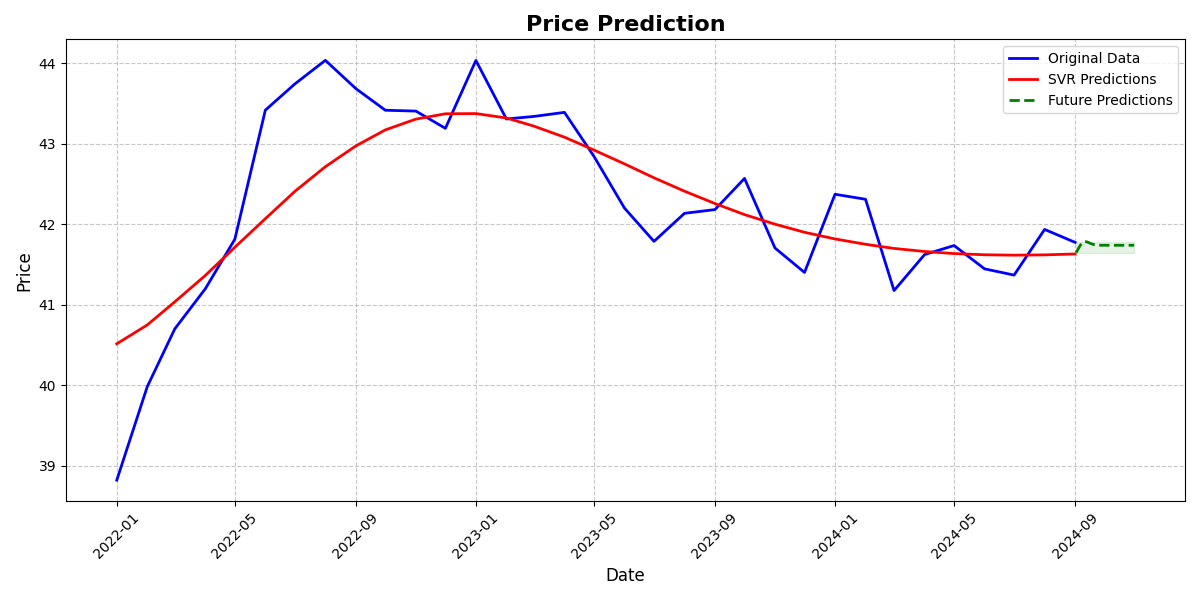 Price Prediction
Original Data
SVR Predictions
Future Predictions
Price
44
43
42
41
40
39
2022-01
2022-05
2022-09
2023-01
2023-05
2023-09
2024-01
2024-05
2024-09
Date